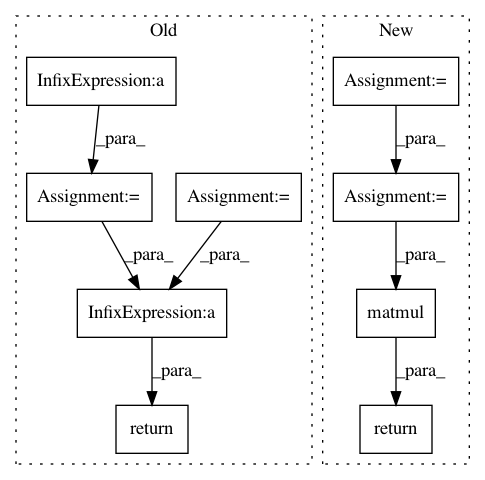 Old
New
InfixExpression:a
Assignment:=
_para_
_para_
Assignment:=
Assignment:=
Assignment:=
_para_
_para_
_para_
InfixExpression:a
matmul
_para_
_para_
return
return